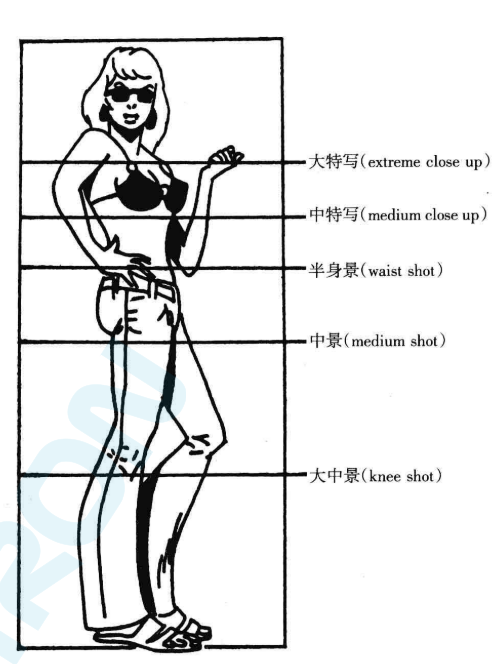 大特写(extreme close up)
中特写(medium close up)
半身景(waist shot)
中景(medium shot)
大中景(knee shot)